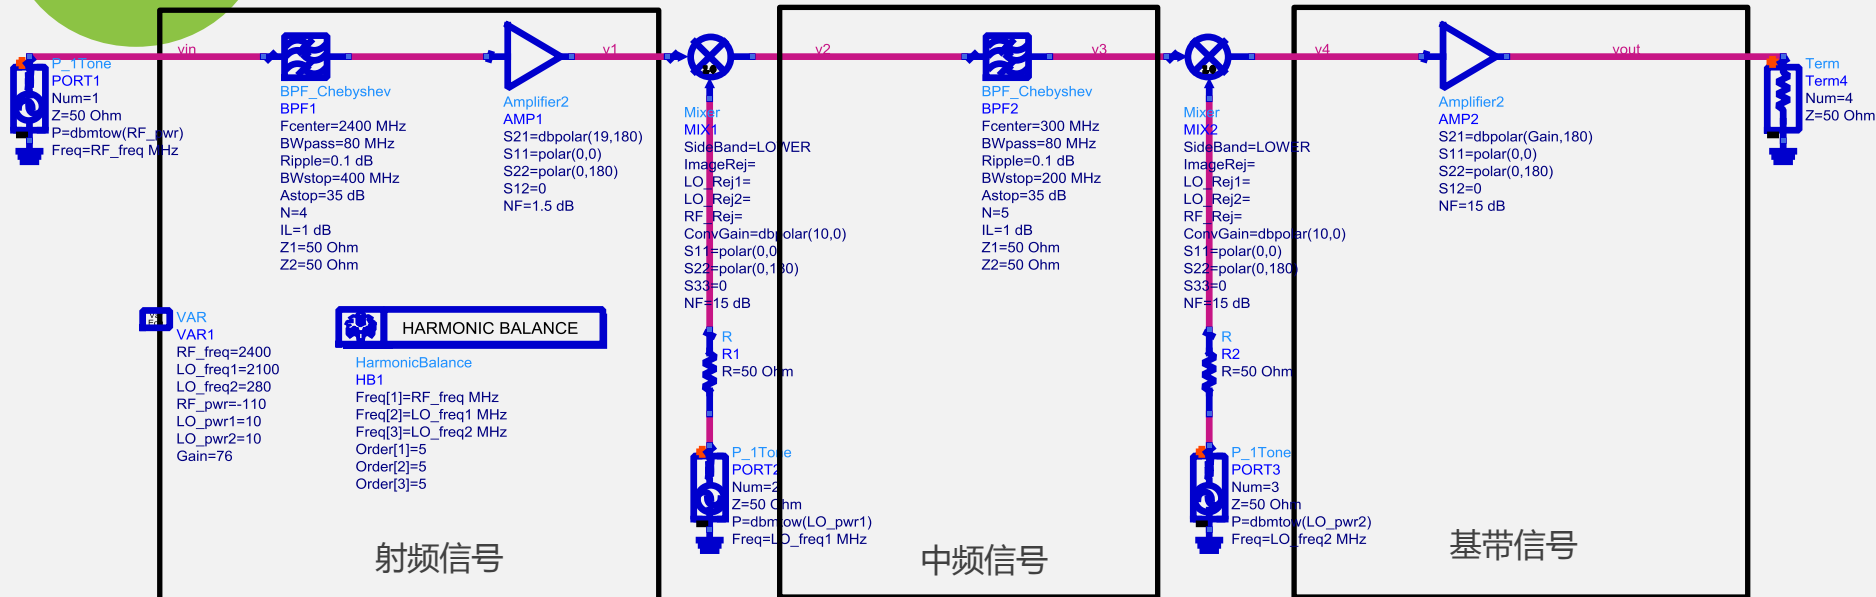 vin
v1
v2
v3
v4
vout
P_1Tone
PORT1
Num=1
Z=50 Ohm
P=dbmtow(RF_pwr)
Freq=RF_freq MHz
BPF_Chebyshev
BPF1
Fcenter=2400 MHz
BWpass=80 MHz
Ripple=0.1 dB
BWstop=400 MHz
Astop=35 dB
N=4
IL=1 dB
Z1=50 Ohm
Z2=50 Ohm
Amplifier2
AMP1
S21=dbpolar(19,180)
S11=polar(0,0)
S22=polar(0,180)
S12=0
NF=1.5 dB
Mixer
MIX1
SideBand=LOWER
ImageRej=
LO_Rej1=
LO_Rej2=
RF_Rej=
ConvGain=dbpolar(10,0)
S11=polar(0,0)
S22=polar(0,180)
S33=0
NF=15 dB
BPF_Chebyshev
BPF2
Fcenter=300 MHz
BWpass=80 MHz
Ripple=0.1 dB
BWstop=200 MHz
Astop=35 dB
N=5
IL=1 dB
Z1=50 Ohm
Z2=50 Ohm
Mixer
MIX2
SideBand=LOWER
ImageRej=
LO_Rej1=
LO_Rej2=
RF_Rej=
ConvGain=dbpolar(10,0)
S11=polar(0,0)
S22=polar(0,180)
S33=0
NF=15 dB
Amplifier2
AMP2
S21=dbpolar(Gain,180)
S11=polar(0,0)
S22=polar(0,180)
S12=0
NF=15 dB
Term
Term4
Num=4
Z=50 Ohm
VAR
VAR1
RF_freq=2400
LO_freq1=2100
LO_freq2=280
RF_pwr=-110
LO_pwr1=10
LO_pwr2=10
Gain=76
HARMONIC BALANCE
HarmonicBalance
HB1
Freq[1]=RF_freq MHz
Freq[2]=LO_freq1 MHz
Freq[3]=LO_freq2 MHz
Order[1]=5
Order[2]=5
Order[3]=5
R
R1
R=50 Ohm
P_1Tone
PORT2
Num=2
Z=50 Ohm
P=dbmtow(LO_pwr1)
Freq=LO_freq1 MHz
R
R2
R=50 Ohm
P_1Tone
PORT3
Num=3
Z=50 Ohm
P=dbmtow(LO_pwr2)
Freq=LO_freq2 MHz
射频信号
中频信号
基带信号